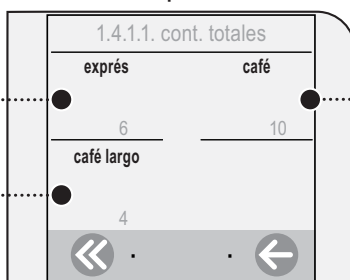 1.4.1.1. cont. totales
exprés café
6 10
café largo
4